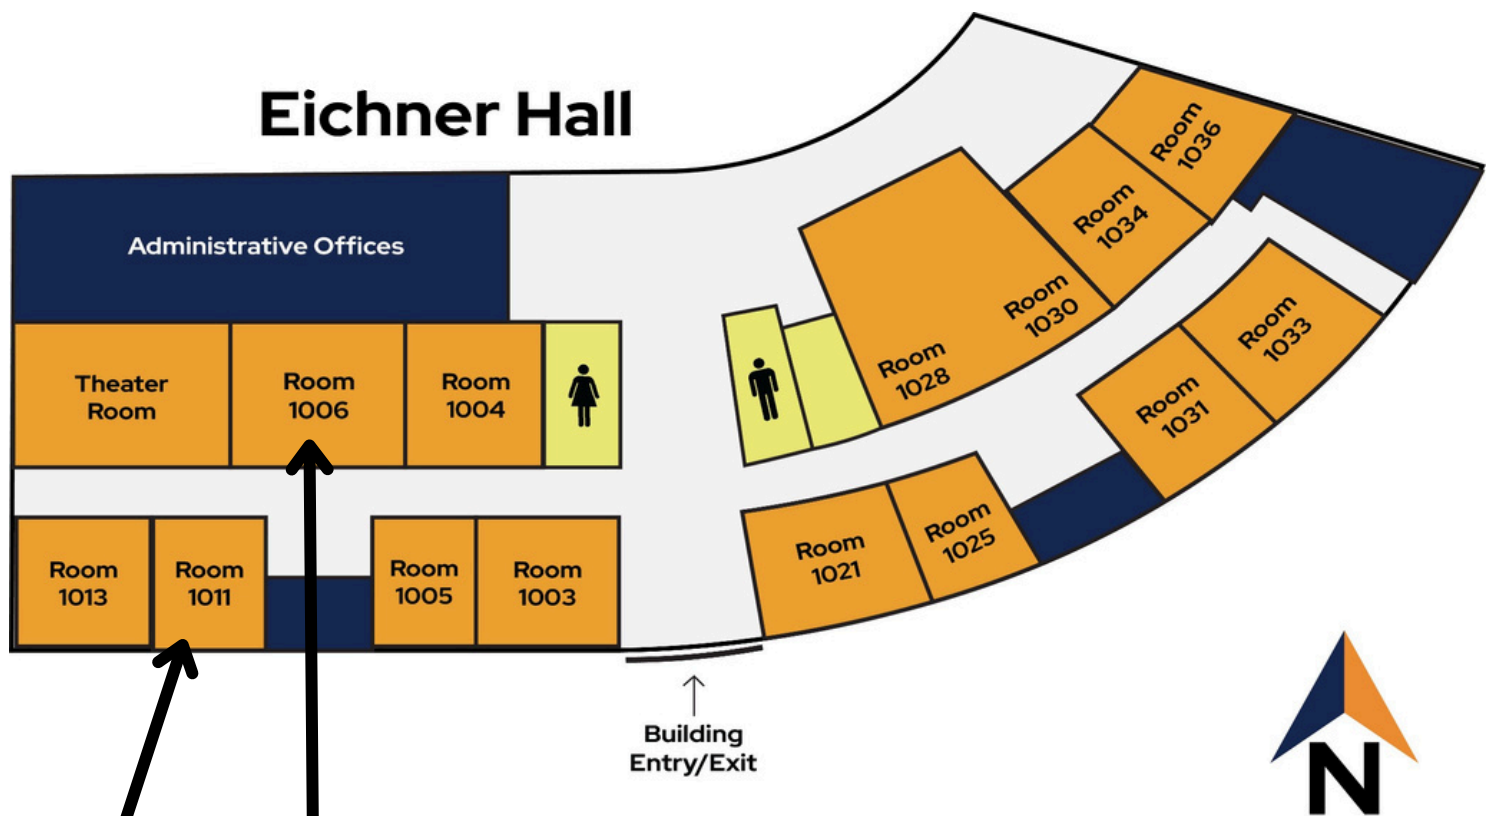 Eichner Hall
Administrative Offices
Theater
Room
Room
1006
Room
1004
Room
1013
Room
1011
Room
1005
Room
1003
Room
1021
Room
1025
Room
1028
Room
1030
Room
1034
Room
1036
Room
1031
Room
1033
Building
Entry/Exit
N